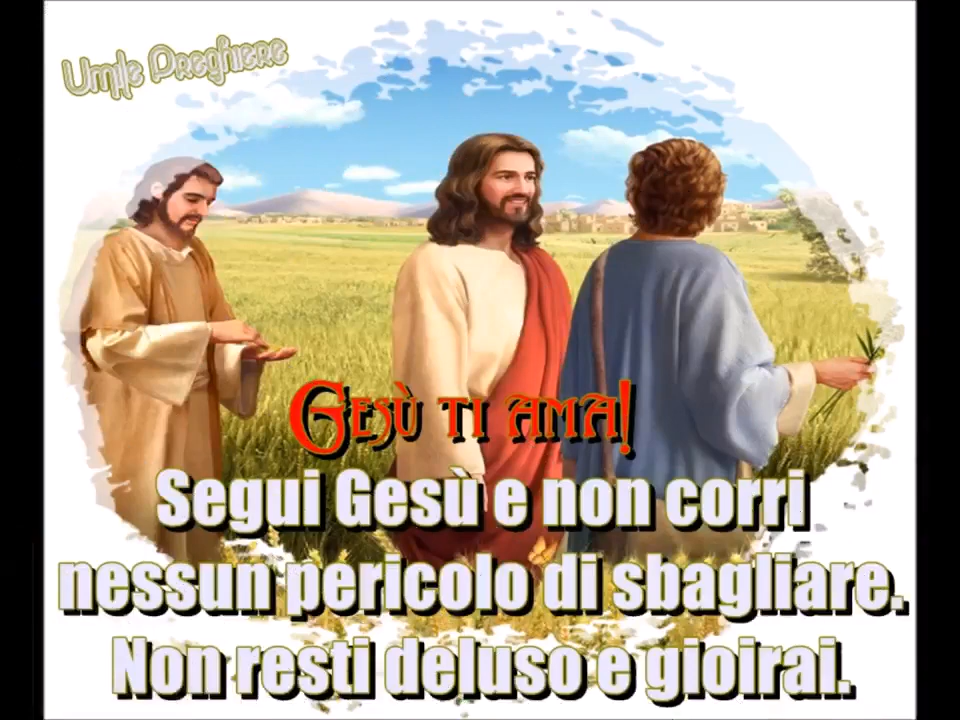 Umile Preghiere
Gesù ti ama!
Segui Gesù e non corri
nessun pericolo di sbagliare.
Non resti deluso e gioirai.